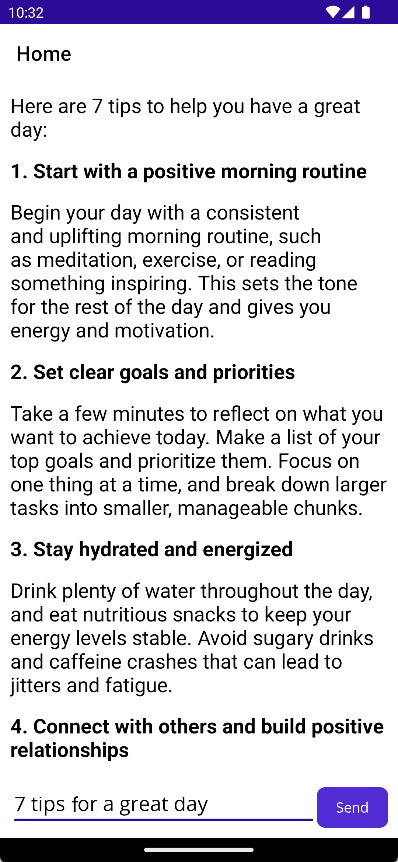 10:32
Home
Here are 7 tips to help you have a great
day:
1. Start with a positive morning routine
Begin your day with a consistent
and uplifting morning routine, such
as meditation, exercise, or reading
something inspiring. This sets the tone
for the rest of the day and gives you
energy and motivation.
2. Set clear goals and priorities
Take a few minutes to reflect on what you
want to achieve today. Make a list of your
top goals and prioritize them. Focus on
one thing at a time, and break down larger
tasks into smaller, manageable chunks.
3. Stay hydrated and energized
Drink plenty of water throughout the day,
and eat nutritious snacks to keep your
energy levels stable. Avoid sugary drinks
and caffeine crashes that can lead to
jitters and fatigue.
4. Connect with others and build positive
relationships
7 tips for a great day
Send